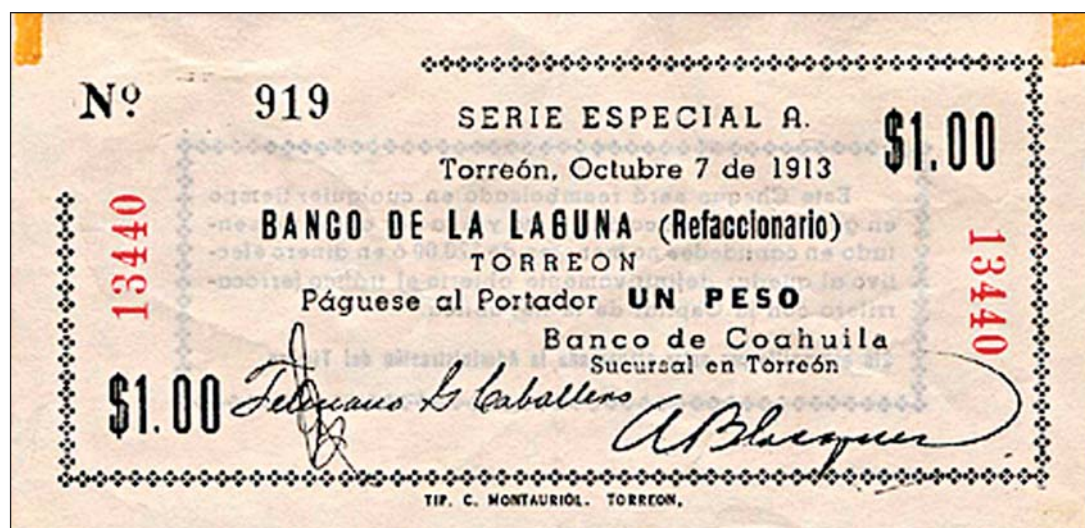 Nº 919
SERIE ESPECIAL A.
$1.00
Torreón, Octubre 7 de 1913
13440
BANCO DE LA LAGUNA (Refaccionario)
13440
TORREON
Páguese al Portador UN PESO
Banco de Coahuila
Sucursal en Torreón
$1.00
Feliciano G Caballero
TIP. C. MONTAURIOL. TORREON.